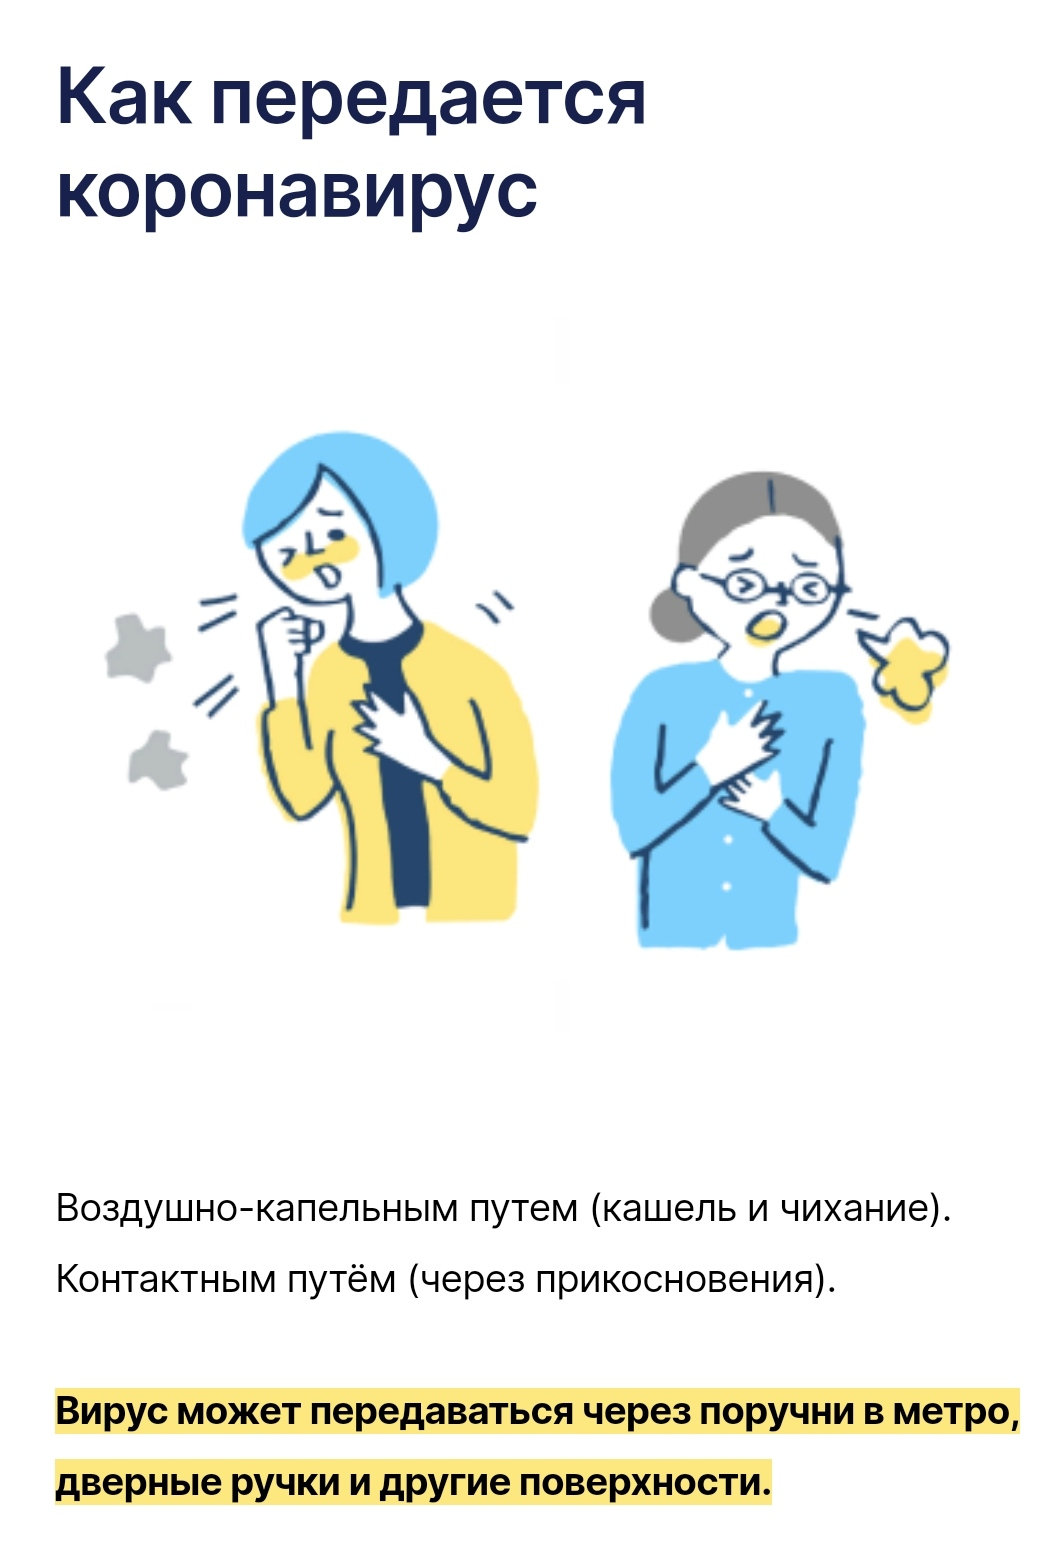 Как передается
коронавирус
Воздушно-капельным путем (кашель и чихание).
Контактным путём (через прикосновения).
Вирус может передаваться через поручни в метро,
дверные ручки и другие поверхности.